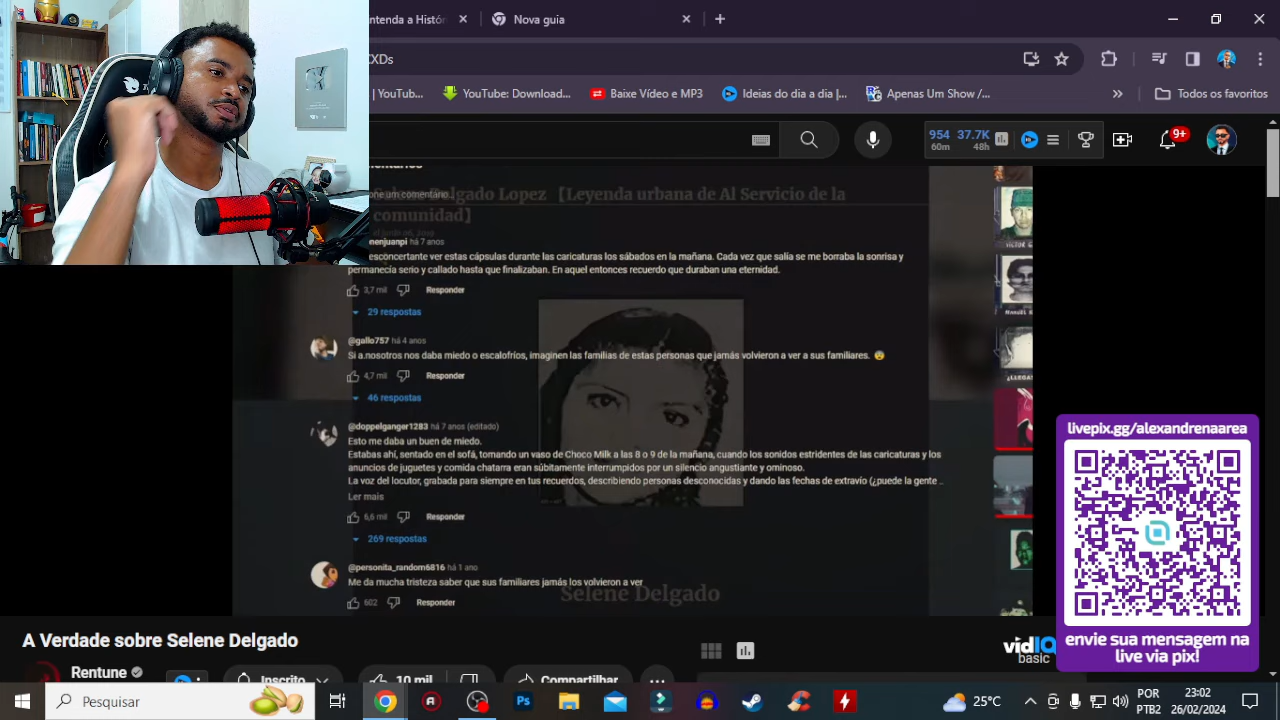 ntenda a Histór
Nova guia
XDs
YouTub...
YouTube: Download...
Baixe Vídeo e MP3
Ideias do dia a dia |...
Apenas Um Show /...
Todos os favoritos
954 37.7K
60m 48h
9+
Delgado Lopez 【Leyenda urbana de Al Servicio de la
comunidad】
um comentário
nenjuanpi há 7 anos
esconcertante ver estas cápsulas durante las caricaturas los sábados en la mañana. Cada vez que salía se me borraba la sonrisa y
permanecía serio y callado hasta que finalizaban. En aquel entonces recuerdo que duraban una eternidad.
3,7 mil Responder
29 respostas
@gallo757 há 4 anos
Si a nosotros nos daba miedo o escalofríos, imaginen las familias de estas personas que jamás volvieron a ver a sus familiares. 😨
4,7 mil Responder
46 respostas
@doppelganger1283 há 7 anos (editado)
Esto me daba un buen de miedo.
Estabas ahí, sentado en el sofá, tomando un vaso de Choco Milk a las 8 o 9 de la mañana, cuando los sonidos estridentes de las caricaturas y los
anuncios de juguetes y comida chatarra eran súbitamente interrumpidos por un silencio angustiante y ominoso.
La voz del locutor, grabada para siempre en tus recuerdos, describiendo personas desconocidas y dando las fechas de extravío (¿puede la gente ..
Ler mais
6,6 mil Responder
269 respostas
@personita_random6816 há 1 ano
Me da mucha tristeza saber que sus familiares jamás los volvieron a ver
602 Responder
Selene Delgado
VICTOR G
MANUEL
¿LLEGA
livepix.gg/alexandrenaarea
envie sua mensagem na
live via pix!
A Verdade sobre Selene Delgado
Rentune
Inscrito
10 mil
Compartilhar
vidIQ
basic
Pesquisar
Ps
25°C
POR
PTB2
23:02
26/02/2024